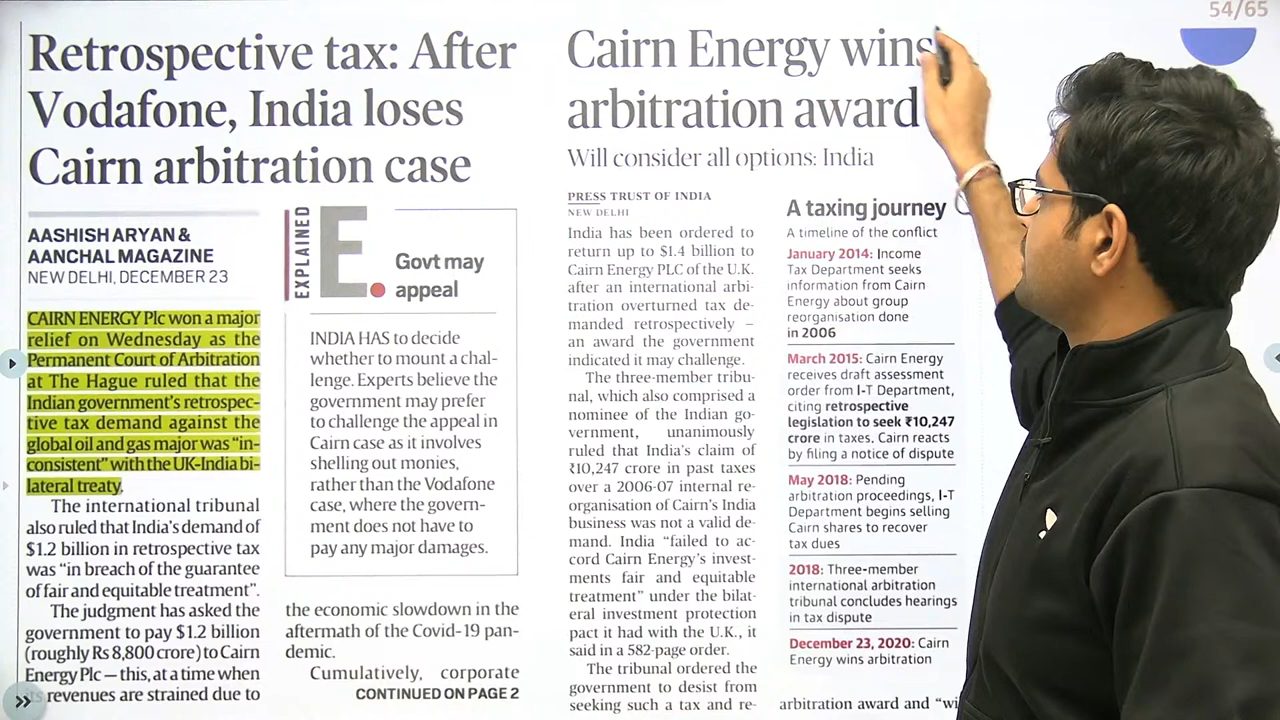 54/65
Retrospective tax: After
Vodafone, India loses
Cairn arbitration case
AASHISH ARYAN &
AANCHAL MAGAZINE
NEW DELHI, DECEMBER 23
CAIRN ENERGY Plc won a major
relief on Wednesday as the
Permanent Court of Arbitration
at The Hague ruled that the
Indian government's retrospec-
tive tax demand against the
global oil and gas major was "in-
consistent" with the UK-India bi-
lateral treaty.
The international tribunal
also ruled that India's demand of
$1.2 billion in retrospective tax
was "in breach of the guarantee
of fair and equitable treatment".
The judgment has asked the
government to pay $1.2 billion
(roughly Rs 8,800 crore) to Cairn
Energy Plc — this, at a time when
its revenues are strained due to
EXPLAINED
E.
Govt may
appeal
INDIA HAS to decide
whether to mount a chal-
lenge. Experts believe the
government may prefer
to challenge the appeal in
Cairn case as it involves
shelling out monies,
rather than the Vodafone
case, where the govern-
ment does not have to
pay any major damages.
the economic slowdown in the
aftermath of the Covid-19 pan-
demic.
Cumulatively, corporate
CONTINUED ON PAGE 2
Cairn Energy wins
arbitration award
Will consider all options: India
PRESS TRUST OF INDIA
NEW DELHI
India has been ordered to
return up to $1.4 billion to
Cairn Energy PLC of the U.K.
after an international arbi-
tration overturned tax de-
manded retrospectively –
an award the government
indicated it may challenge.
The three-member tribu-
nal, which also comprised a
nominee of the Indian go-
vernment, unanimously
ruled that India's claim of
₹10,247 crore in past taxes
over a 2006-07 internal re-
organisation of Cairn's India
business was not a valid de-
mand. India "failed to ac-
cord Cairn Energy's invest-
ments fair and equitable
treatment" under the bilat-
eral investment protection
pact it had with the U.K., it
said in a 582-page order.
The tribunal ordered the
government to desist from
seeking such a tax and re-
A taxing journey
A timeline of the conflict
January 2014: Income
Tax Department seeks
information from Cairn
Energy about group
reorganisation done
in 2006
March 2015: Cairn Energy
receives draft assessment
order from I-T Department,
citing retrospective
legislation to seek ₹10,247
crore in taxes. Cairn reacts
by filing a notice of dispute
May 2018: Pending
arbitration proceedings, I-T
Department begins selling
Cairn shares to recover
tax dues
2018: Three-member
international arbitration
tribunal concludes hearings
in tax dispute
December 23, 2020: Cairn
Energy wins arbitration
arbitration award and "wi